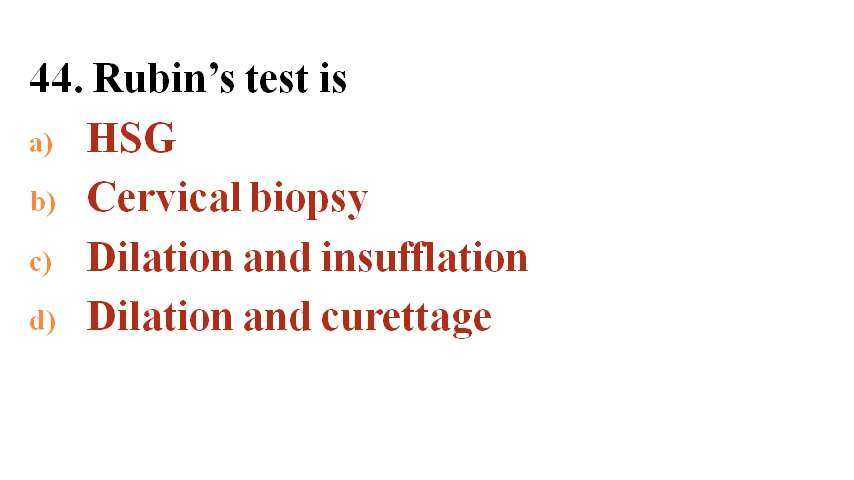 44. Rubin’s test is
a) HSG
b) Cervical biopsy
c) Dilation and insufflation
d) Dilation and curettage